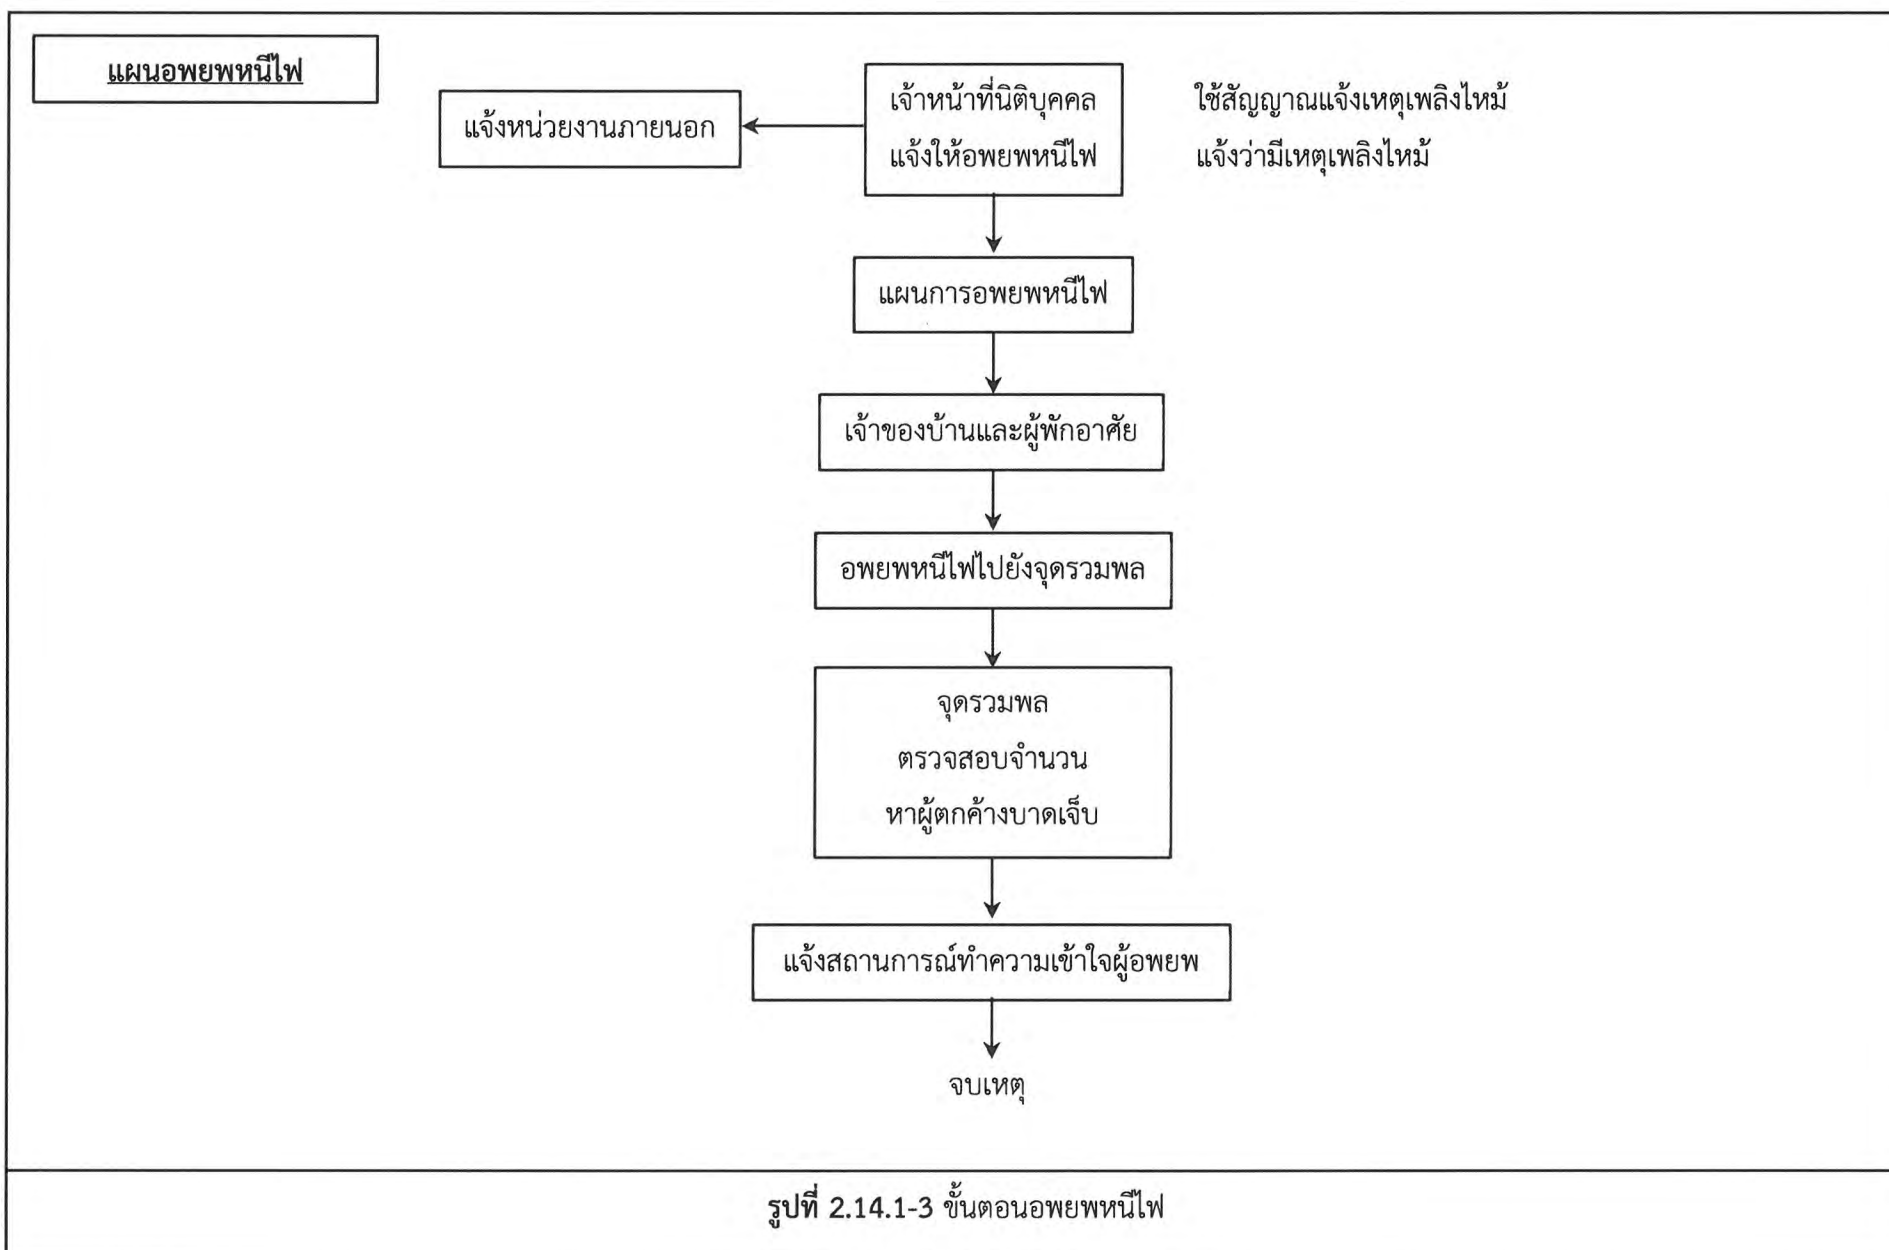 แผนอพยพหนีไฟ
แจ้งหน่วยงานภายนอก
เจ้าหน้าที่นิติบุคคล
แจ้งให้อพยพหนีไฟ
ใช้สัญญาณแจ้งเหตุเพลิงไหม้
แจ้งว่ามีเหตุเพลิงไหม้
แผนการอพยพหนีไฟ
เจ้าของบ้านและผู้พักอาศัย
อพยพหนีไฟไปยังจุดรวมพล
จุดรวมพล
ตรวจสอบจำนวน
หาผู้ตกค้างบาดเจ็บ
แจ้งสถานการณ์ทำความเข้าใจผู้อพยพ
จบเหตุ
รูปที่ 2.14.1-3 ขั้นตอนอพยพหนีไฟ